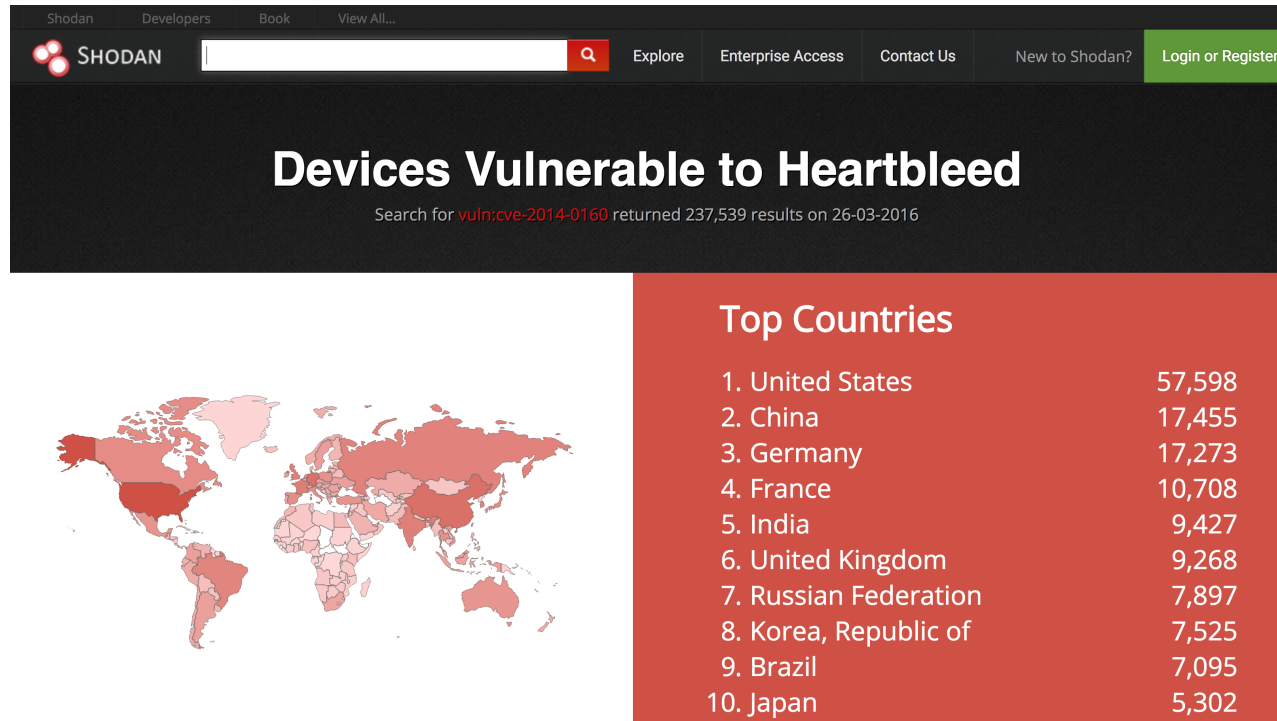 Shodan Developers Book View All...
SHODAN Explore Enterprise Access Contact Us New to Shodan? Login or Register
Devices Vulnerable to Heartbleed
Search for vuln:cve-2014-0160 returned 237,539 results on 26-03-2016
Top Countries
1. United States 57,598
2. China 17,455
3. Germany 17,273
4. France 10,708
5. India 9,427
6. United Kingdom 9,268
7. Russian Federation 7,897
8. Korea, Republic of 7,525
9. Brazil 7,095
10. Japan 5,302